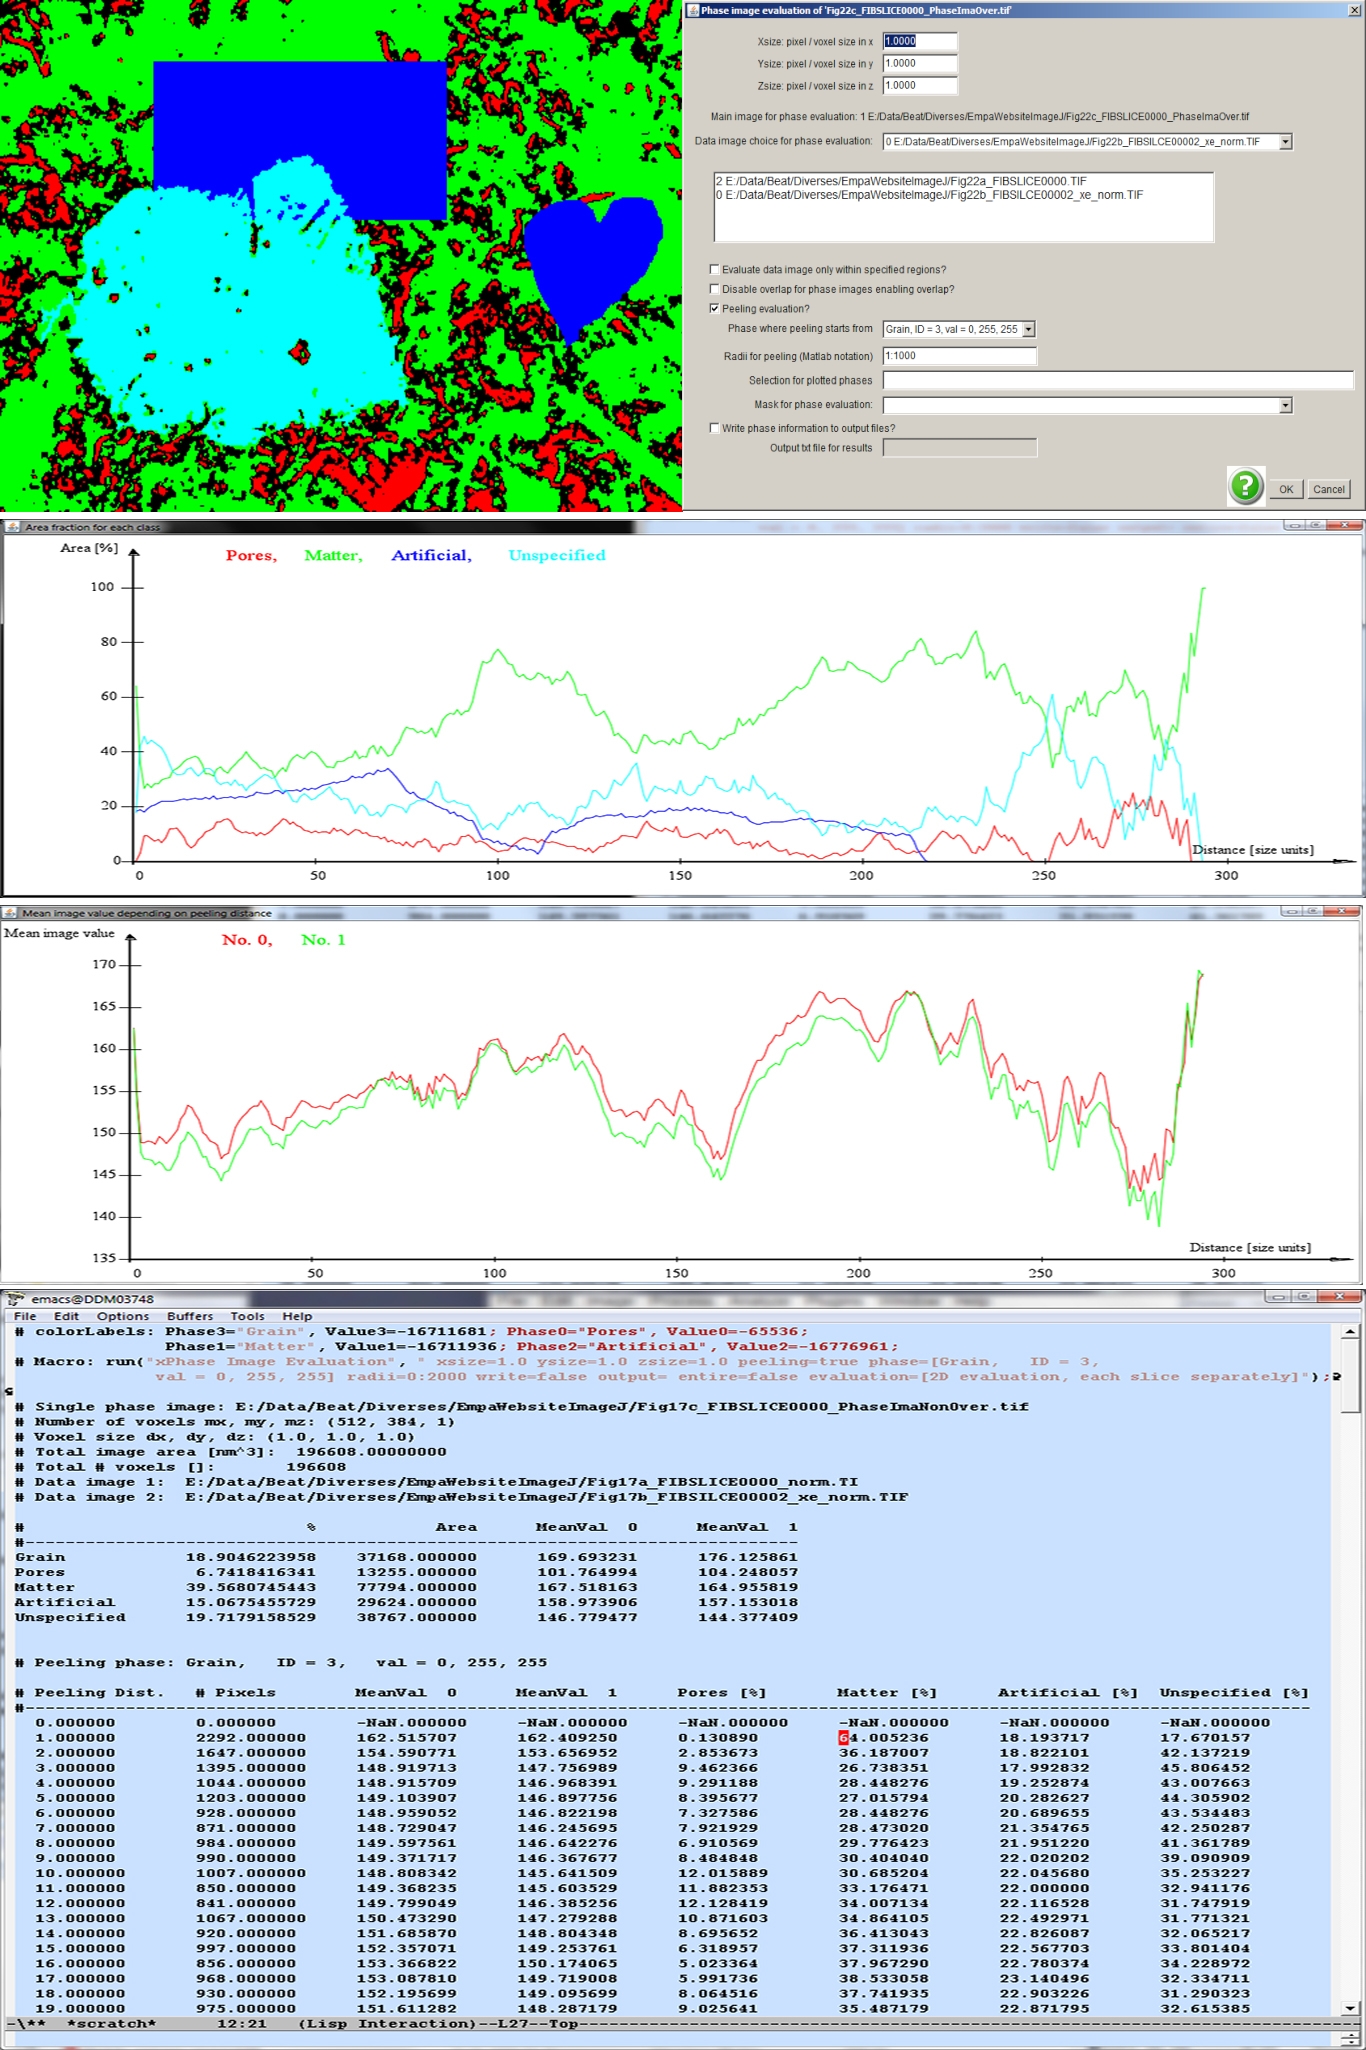 Phase image evaluation of 'Fig22c_FIBSLICE0000_PhaseImaOver.tif'
Xsize: pixel / voxel size in x 1.0000
Ysize: pixel / voxel size in y 1.0000
Zsize: pixel / voxel size in z 1.0000
Main image for phase evaluation: 1 E:/Data/Beat/Diverses/EmpaWebsiteImageJ/Fig22c_FIBSLICE0000_PhaseImaOver.tif
Data image choice for phase evaluation: 0 E:/Data/Beat/Diverses/EmpaWebsiteImageJ/Fig22b_FIBSILCE00002_xe_norm.TIF
2 E:/Data/Beat/Diverses/EmpaWebsiteImageJ/Fig22a_FIBSLICE0000.TIF
0 E:/Data/Beat/Diverses/EmpaWebsiteImageJ/Fig22b_FIBSILCE00002_xe_norm.TIF
Evaluate data image only within specified regions?
Disable overlap for phase images enabling overlap?
Peeling evaluation?
Phase where peeling starts from Grain, ID = 3, val = 0, 255, 255
Radii for peeling (Matlab notation) 1:1000
Selection for plotted phases
Mask for phase evaluation:
Write phase information to output files?
Output txt file for results
? OK Cancel
Area fraction for each class
Area [%] Pores, Matter, Artificial, Unspecified
100
80
60
40
20
0
Distance [size units]
0 50 100 150 200 250 300
Mean image value depending on peeling distance
Mean image value No. 0, No. 1
170
165
160
155
150
145
140
135
Distance [size units]
0 50 100 150 200 250 300
emacs@DDM03748
File Edit Options Buffers Tools Help
# colorLabels: Phase3="Grain", Value3=-16711681; Phase0="Pores", Value0=-65536;
Phase1="Matter", Value1=-16711936; Phase2="Artificial", Value2=-16776961;
# Macro: run("xPhase Image Evaluation", " xsize=1.0 ysize=1.0 zsize=1.0 peeling=true phase=[Grain, ID = 3,
val = 0, 255, 255] radii=0:2000 write=false output= entire=false evaluation=[2D evaluation, each slice separately]");
# Single phase image: E:/Data/Beat/Diverses/EmpaWebsiteImageJ/Fig17c_FIBSLICE0000_PhaseImaNonOver.tif
# Number of voxels mx, my, mz: (512, 384, 1)
# Voxel size dx, dy, dz: (1.0, 1.0, 1.0)
# Total image area [nm^3]: 196608.00000000
# Total # voxels []: 196608
# Data image 1: E:/Data/Beat/Diverses/EmpaWebsiteImageJ/Fig17a_FIBSLICE0000_norm.TI
# Data image 2: E:/Data/Beat/Diverses/EmpaWebsiteImageJ/Fig17b_FIBSILCE00002_xe_norm.TIF
# % Area MeanVal 0 MeanVal 1
#------------------------------------------------------------------------------
Grain 18.9046223958 37168.000000 169.693231 176.125861
Pores 6.7418416341 13255.000000 101.764994 104.248057
Matter 39.5680745443 77794.000000 167.518163 164.955819
Artificial 15.0675455729 29624.000000 158.973906 157.153018
Unspecified 19.7179158529 38767.000000 146.779477 144.377409
# Peeling phase: Grain, ID = 3, val = 0, 255, 255
# Peeling Dist. # Pixels MeanVal 0 MeanVal 1 Pores [%] Matter [%] Artificial [%] Unspecified [%]
#--------------------------------------------------------------------------------------------------------------------------------
0.000000 0.000000 -NaN.000000 -NaN.000000 -NaN.000000 -NaN.000000 -NaN.000000 -NaN.000000
1.000000 2292.000000 162.515707 162.409250 0.130890 64.005236 18.193717 17.670157
2.000000 1647.000000 154.590771 153.656952 2.853673 36.187007 18.822101 42.137219
3.000000 1395.000000 148.919713 147.756989 9.462366 26.738351 17.992832 45.806452
4.000000 1044.000000 148.915709 146.968391 9.291188 28.448276 19.252874 43.007663
5.000000 1203.000000 149.103907 146.897756 8.395677 27.015794 20.282627 44.305902
6.000000 928.000000 148.959052 146.822198 7.327586 28.448276 20.689655 43.534483
7.000000 871.000000 148.729047 146.245695 7.921929 28.473020 21.354765 42.250287
8.000000 984.000000 149.597561 146.642276 6.910569 29.776423 21.951220 41.361789
9.000000 990.000000 149.371717 146.367677 8.484848 30.404040 22.020202 39.090909
10.000000 1007.000000 148.808342 145.641509 12.015889 30.685204 22.045680 35.253227
11.000000 850.000000 149.368235 145.603529 11.882353 33.176471 22.000000 32.941176
12.000000 841.000000 149.799049 146.385256 12.128419 34.007134 22.116528 31.747919
13.000000 1067.000000 150.473290 147.279288 10.871603 34.864105 22.492971 31.771321
14.000000 920.000000 151.685870 148.804348 8.695652 36.413043 22.826087 32.065217
15.000000 997.000000 152.357071 149.253761 6.318957 37.311936 22.567703 33.801404
16.000000 856.000000 153.366822 150.174065 5.023364 37.967290 22.780374 34.228972
17.000000 968.000000 153.087810 149.719008 5.991736 38.533058 23.140496 32.334711
18.000000 930.000000 152.195699 149.095699 8.064516 37.741935 22.903226 31.290323
19.000000 975.000000 151.611282 148.287179 9.025641 35.487179 22.871795 32.615385
-\** *scratch* 12:21 (Lisp Interaction)--L27--Top--------------------------------------------------------------